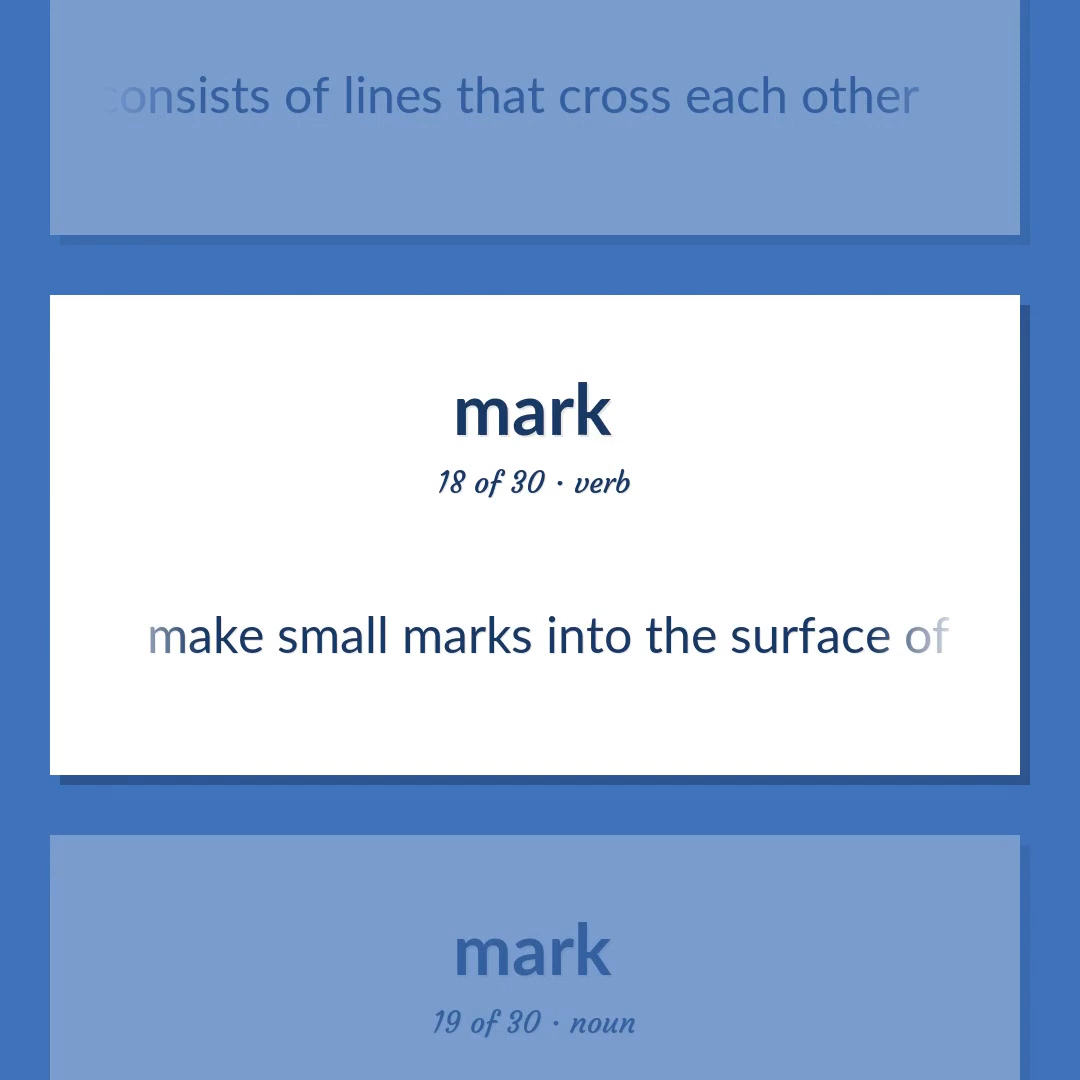 consists of lines that cross each other
mark
18 of 30 · verb
make small marks into the surface of
mark
19 of 30 · noun